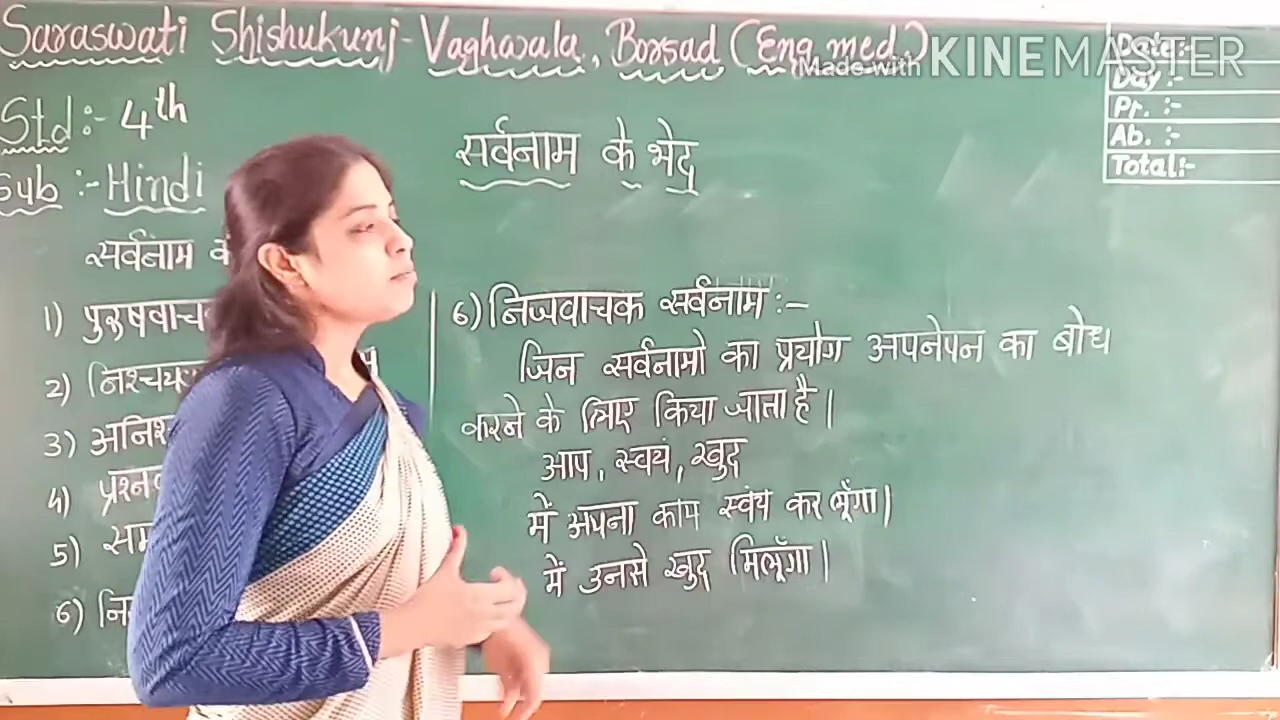 Saraswati Shishukunj - Vaghwala, Borsad (Eng med.)
Made with KINEMASTER
Date:-
Day:-
Pr. :-
Ab. :-
Total:-
Std :- 4th
Sub :- Hindi
सर्वनाम के भेद
सर्वनाम
1) पुरुषवाच
2) निश्चय
3) अनिश
4) प्रश्न
5) सम
6) नि
6) निजवाचक सर्वनाम :-
जिन सर्वनामो का प्रयोग अपनेपन का बोध
करने के लिए किया जाता है।
आप, स्वयं, खुद
में अपना काम स्वंय कर लूँगा।
में उनसे खुद मिलूँगा।